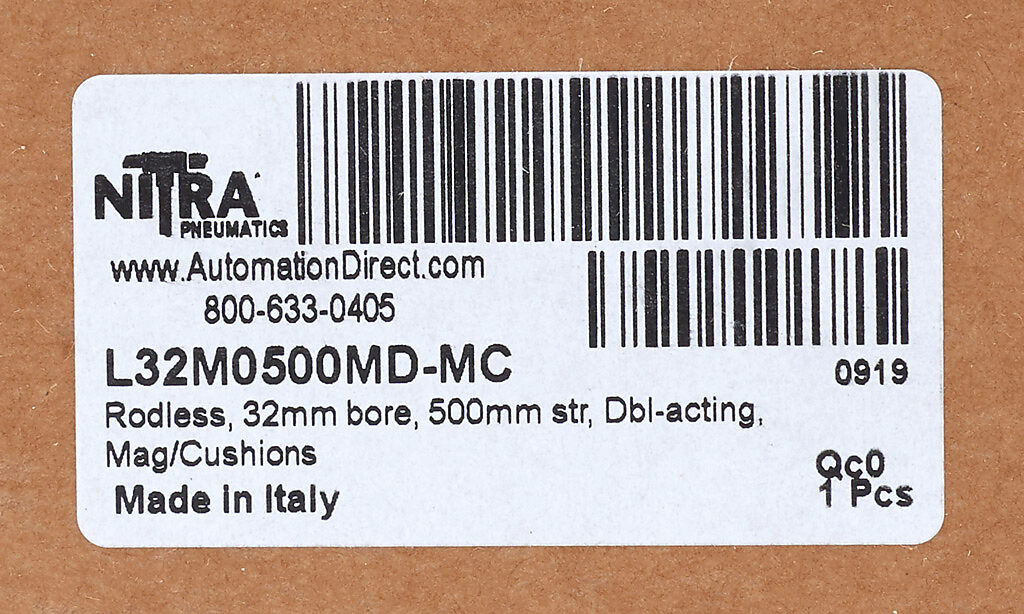 NITRA
PNEUMATICS
www.AutomationDirect.com
800-633-0405
L32M0500MD-MC
0919
Rodless, 32mm bore, 500mm str, Dbl-acting,
Mag/Cushions
Qc0
Made in Italy
1 Pcs